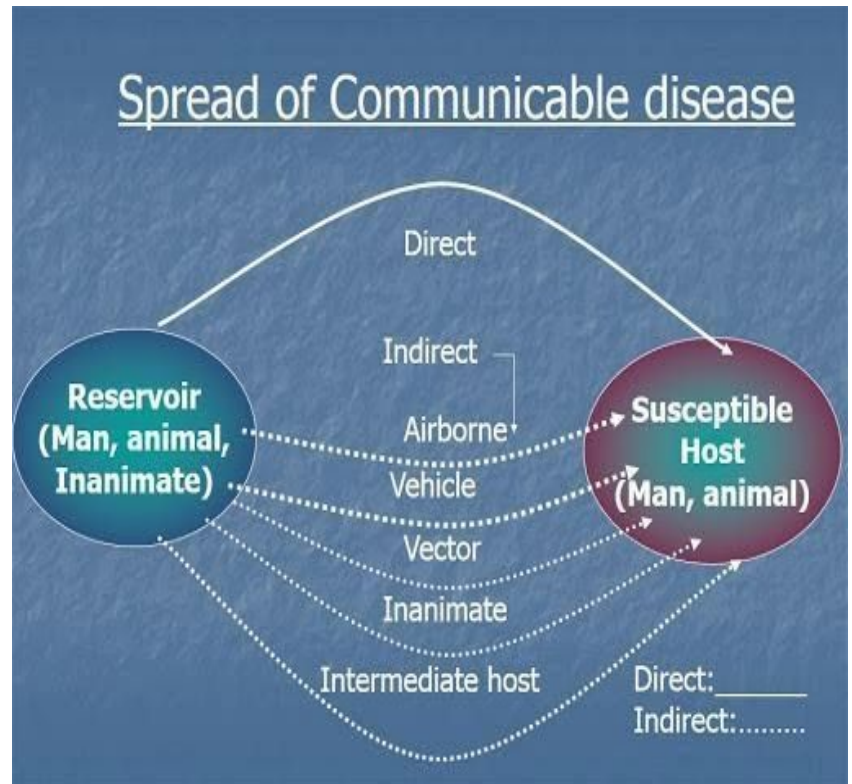 Spread of Communicable disease
Direct
Indirect
Reservoir
(Man, animal,
Inanimate)
Airborne
Vehicle
Vector
Inanimate
Intermediate host
Susceptible
Host
(Man, animal)
Direct:_______
Indirect:.........